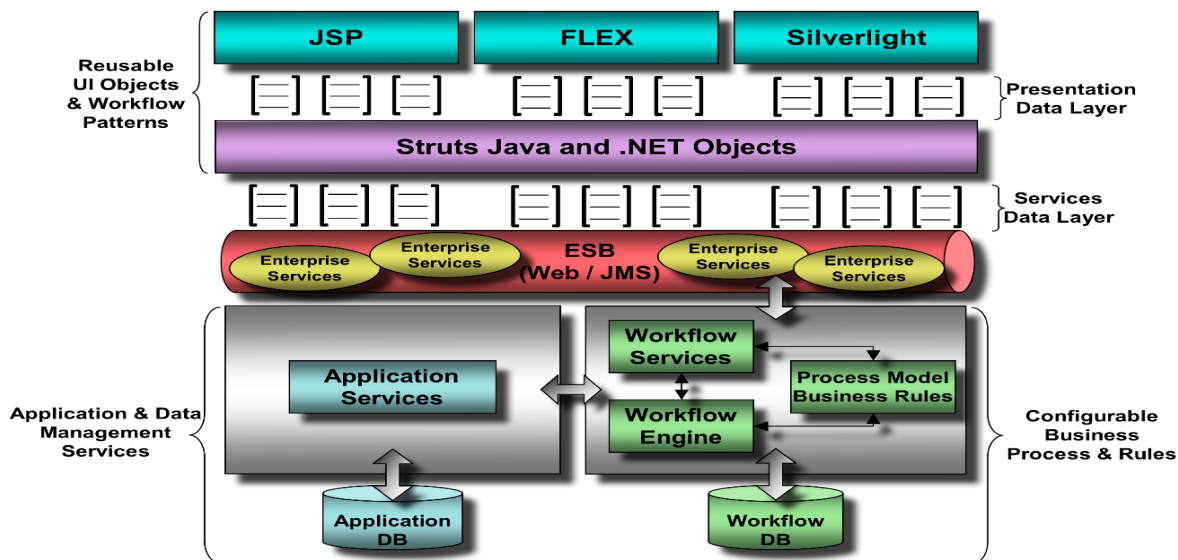 JSP
FLEX
Silverlight
Reusable
UI Objects
& Workflow
Patterns
Presentation
Data Layer
Struts Java and .NET Objects
Services
Data Layer
Enterprise
Services
Enterprise
Services
ESB
(Web / JMS)
Enterprise
Services
Enterprise
Services
Application & Data
Management
Services
Application
Services
Workflow
Services
Workflow
Engine
Process Model
Business Rules
Configurable
Business
Process & Rules
Application
DB
Workflow
DB